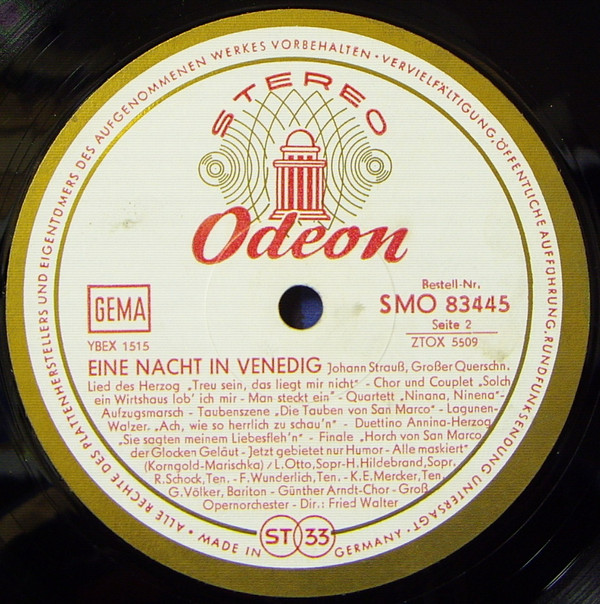 ALLE RECHTE DES PLATTENHERSTELLERS UND EIGENTÜMERS DES AUFGENOMMENEN WERKES VORBEHALTEN · VERVIELFÄLTIGUNG, ÖFFENTLICHE AUFFÜHRUNG, RUNDFUNKSENDUNG UNTERSAGT ·
STEREO
Odeon
GEMA
Bestell-Nr.
SMO 83445
Seite 2
YBEX 1515
ZTOX 5509
EINE NACHT IN VENEDIG Johann Strauß, Großer Querschn.
Lied des Herzog „Treu sein, das liegt mir nicht" - Chor und Couplet „Solch
ein Wirtshaus lob' ich mir - Man steckt ein" - Quartett „Ninana, Ninena"-
Aufzugsmarsch - Taubenszene „Die Tauben von San Marco" - Lagunen-
Walzer „Ach, wie so herrlich zu schau'n" - Duettino Annina-Herzog
„Sie sagten meinem Liebesfleh'n" - Finale „Horch von San Marco
der Glocken Geläut - Jetzt gebietet nur Humor - Alle maskiert"
(Korngold-Marischka) / L. Otto, Sopr - H. Hildebrand, Sopr.
R. Schock, Ten. - F. Wunderlich, Ten. - K. E. Mercker, Ten.
G. Völker, Bariton - Günther Arndt-Chor - Groß.
Opernorchester - Dir.: Fried Walter
MADE IN ST 33 GERMANY